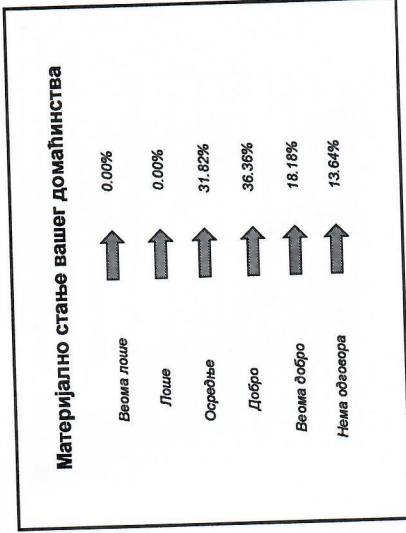 Материјално стање вашег домаћинства
Веома лоше 0.00%
Лоше 0.00%
Осредње 31.82%
Добро 36.36%
Веома добро 18.18%
Нема одговора 13.64%